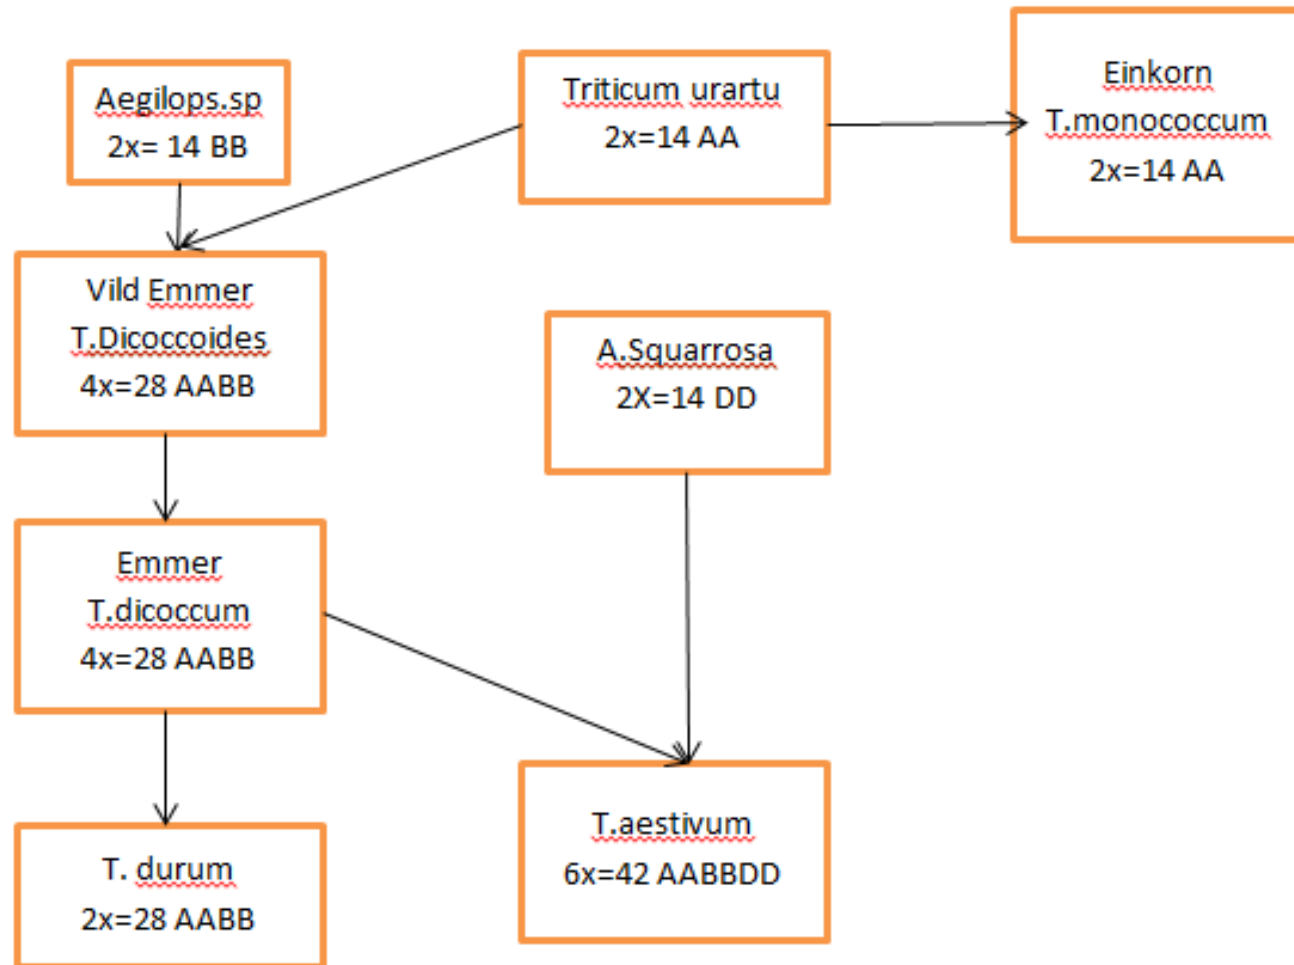 Aegilops.sp
2x= 14 BB
Triticum urartu
2x=14 AA
Einkorn
T.monococcum
2x=14 AA
Vild Emmer
T.Dicoccoides
4x=28 AABB
A.Squarrosa
2X=14 DD
Emmer
T.dicoccum
4x=28 AABB
T.aestivum
6x=42 AABBDD
T. durum
2x=28 AABB